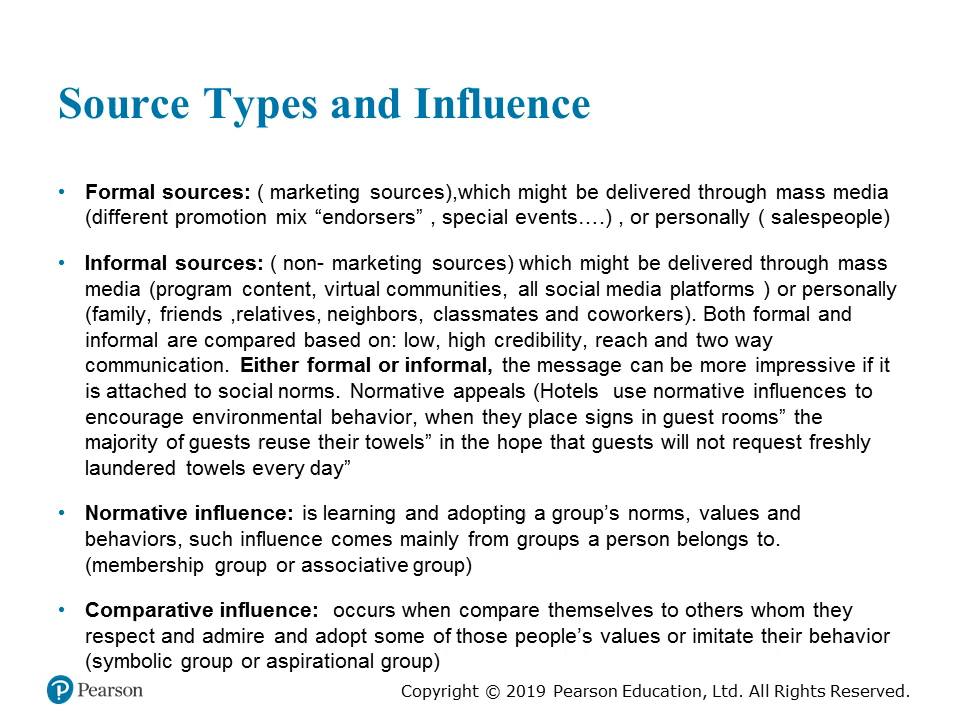 Source Types and Influence
• Formal sources: ( marketing sources),which might be delivered through mass media
(different promotion mix “endorsers” , special events….) , or personally ( salespeople)
• Informal sources: ( non- marketing sources) which might be delivered through mass
media (program content, virtual communities, all social media platforms ) or personally
(family, friends ,relatives, neighbors, classmates and coworkers). Both formal and
informal are compared based on: low, high credibility, reach and two way
communication. Either formal or informal, the message can be more impressive if it
is attached to social norms. Normative appeals (Hotels use normative influences to
encourage environmental behavior, when they place signs in guest rooms” the
majority of guests reuse their towels” in the hope that guests will not request freshly
laundered towels every day”
• Normative influence: is learning and adopting a group’s norms, values and
behaviors, such influence comes mainly from groups a person belongs to.
(membership group or associative group)
• Comparative influence: occurs when compare themselves to others whom they
respect and admire and adopt some of those people’s values or imitate their behavior
(symbolic group or aspirational group)
P Pearson
Copyright © 2019 Pearson Education, Ltd. All Rights Reserved.